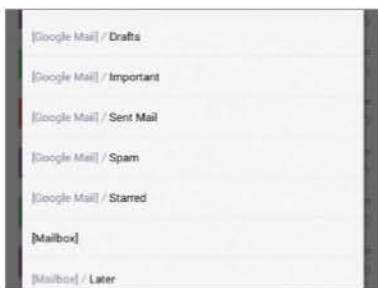 [Google Mail] / Drafts
[Google Mail] / Important
[Google Mail] / Sent Mail
[Google Mail] / Spam
[Google Mail] / Starred
[Mailbox]
[Mailbox] / Later